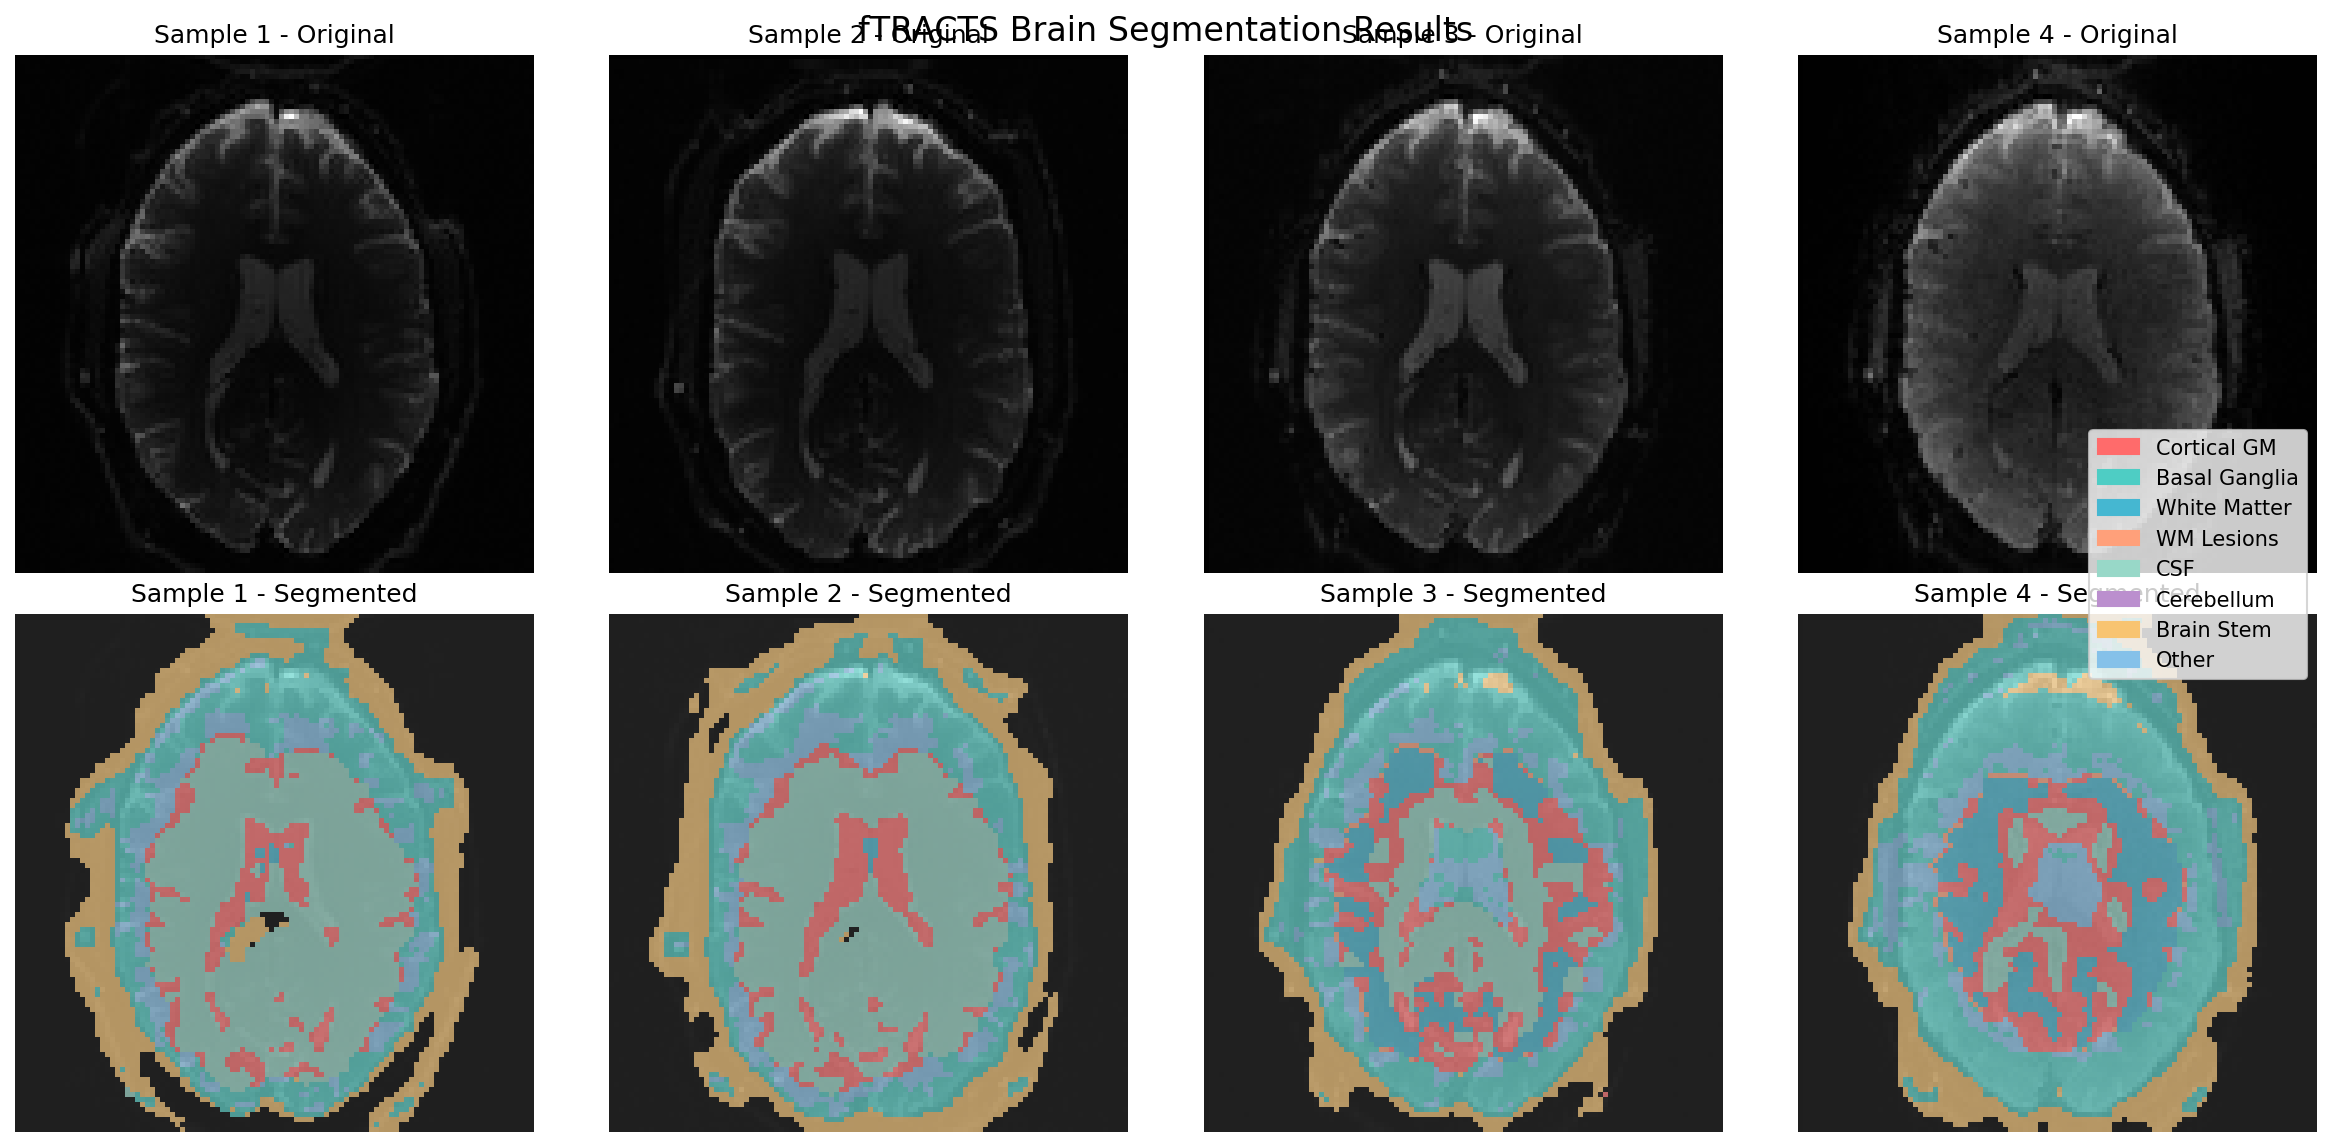 fTRACTS Brain Segmentation Results
Sample 1 - Original
Sample 2 - Original
Sample 3 - Original
Sample 4 - Original
Cortical GM
Basal Ganglia
White Matter
WM Lesions
CSF
Cerebellum
Brain Stem
Other
Sample 1 - Segmented
Sample 2 - Segmented
Sample 3 - Segmented
Sample 4 - Segmented